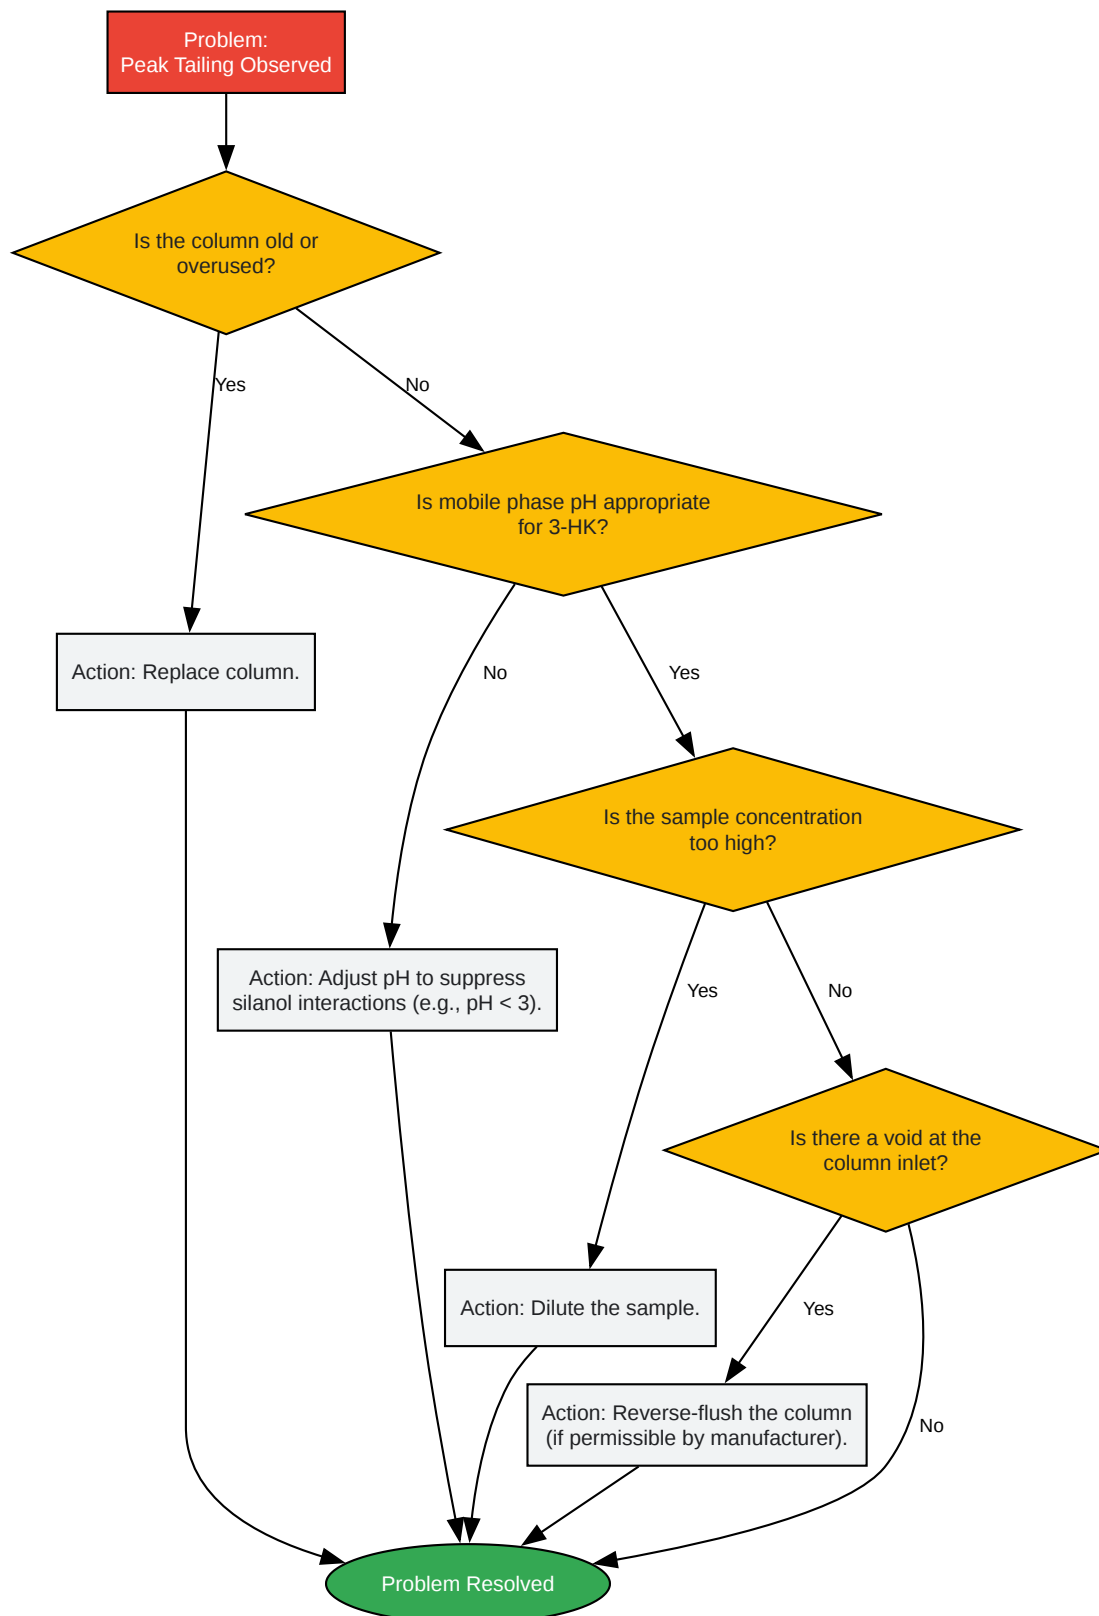 Problem:
Peak Tailing Observed
Is the column old or
overused?
Yes
No
Is mobile phase pH appropriate
for 3-HK?
Action: Replace column.
No
Yes
Is the sample concentration
too high?
Action: Adjust pH to suppress
silanol interactions (e.g., pH < 3).
Yes
No
Is there a void at the
column inlet?
Action: Dilute the sample.
Yes
Action: Reverse-flush the column
(if permissible by manufacturer).
No
Problem Resolved